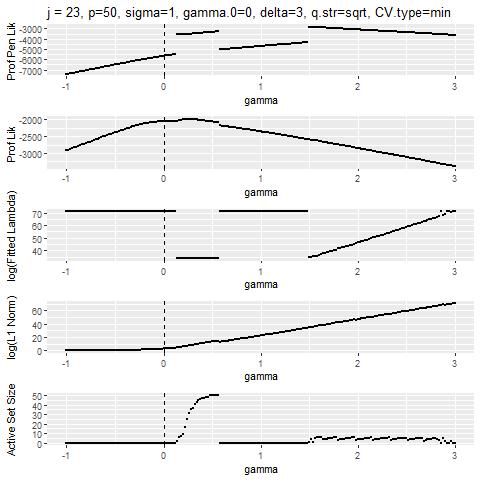 j = 23, p=50, sigma=1, gamma.0=0, delta=3, q.str=sqrt, CV.type=min
Prof Pen Lik
-3000
-4000
-5000
-6000
-7000
-1 0 1 2 3
gamma
Prof Lik
-2000
-2500
-3000
-1 0 1 2 3
gamma
log(Fitted Lambda)
70
60
50
40
-1 0 1 2 3
gamma
log(L1 Norm)
60
40
20
0
-1 0 1 2 3
gamma
Active Set Size
50
40
30
20
10
0
-1 0 1 2 3
gamma